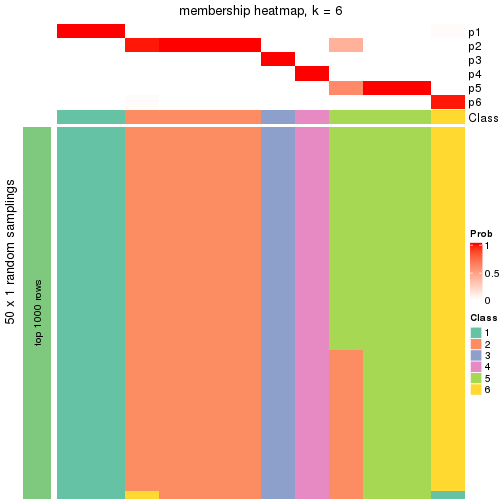 membership heatmap, k = 6
p1
p2
p3
p4
p5
p6
Class
50 x 1 random samplings
top 1000 rows
Prob
1
0.5
0
Class
1
2
3
4
5
6